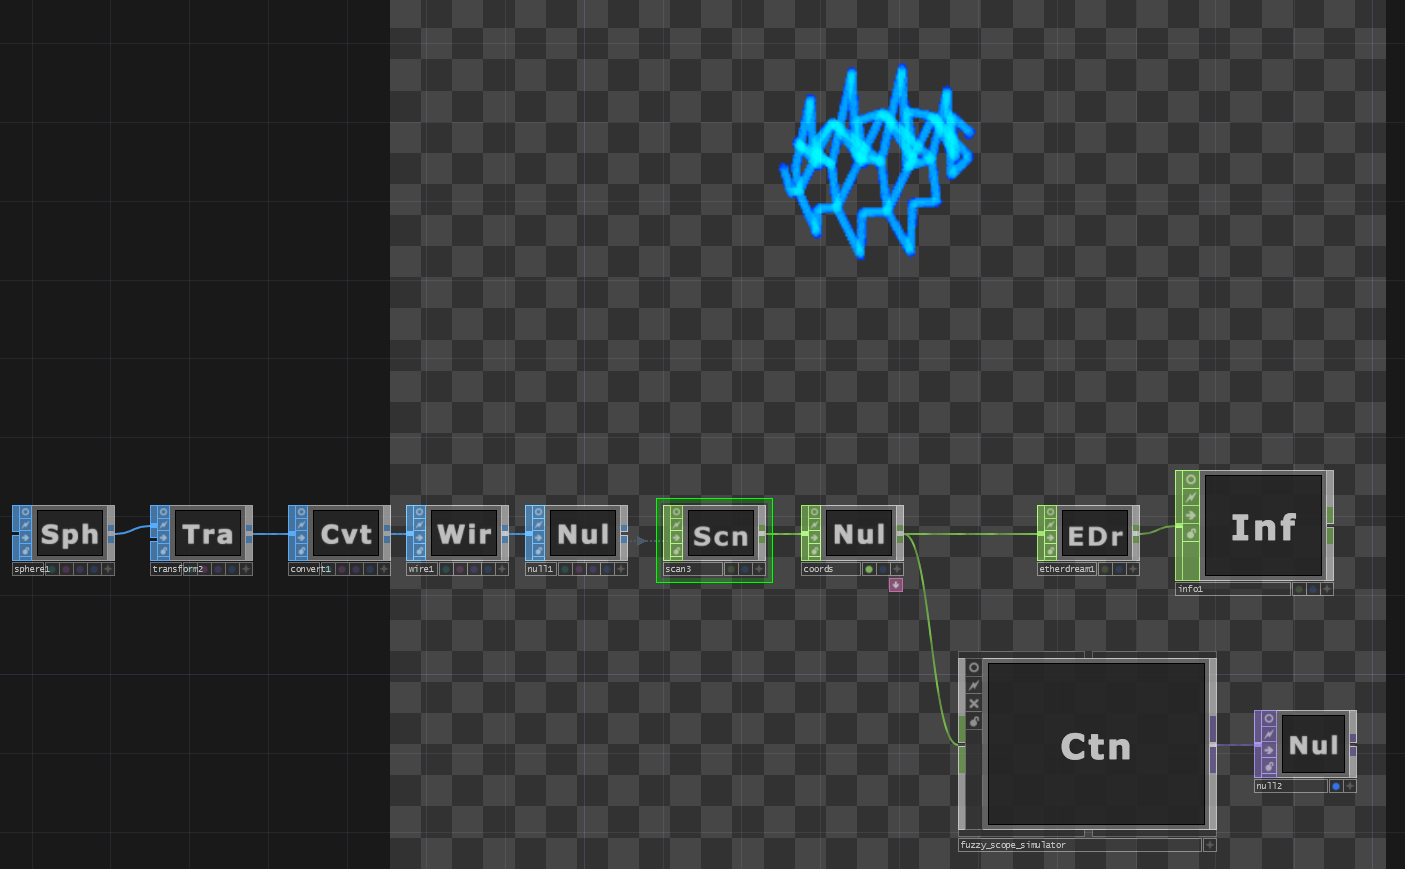 Sph
Tra
Cvt
Wir
Nul
Scn
Nul
EDr
Inf
sphere1
transform2
convert1
wire1
null1
scan3
coords
etherdream1
info1
Ctn
Nul
null2
fuzzy_scope_simulator